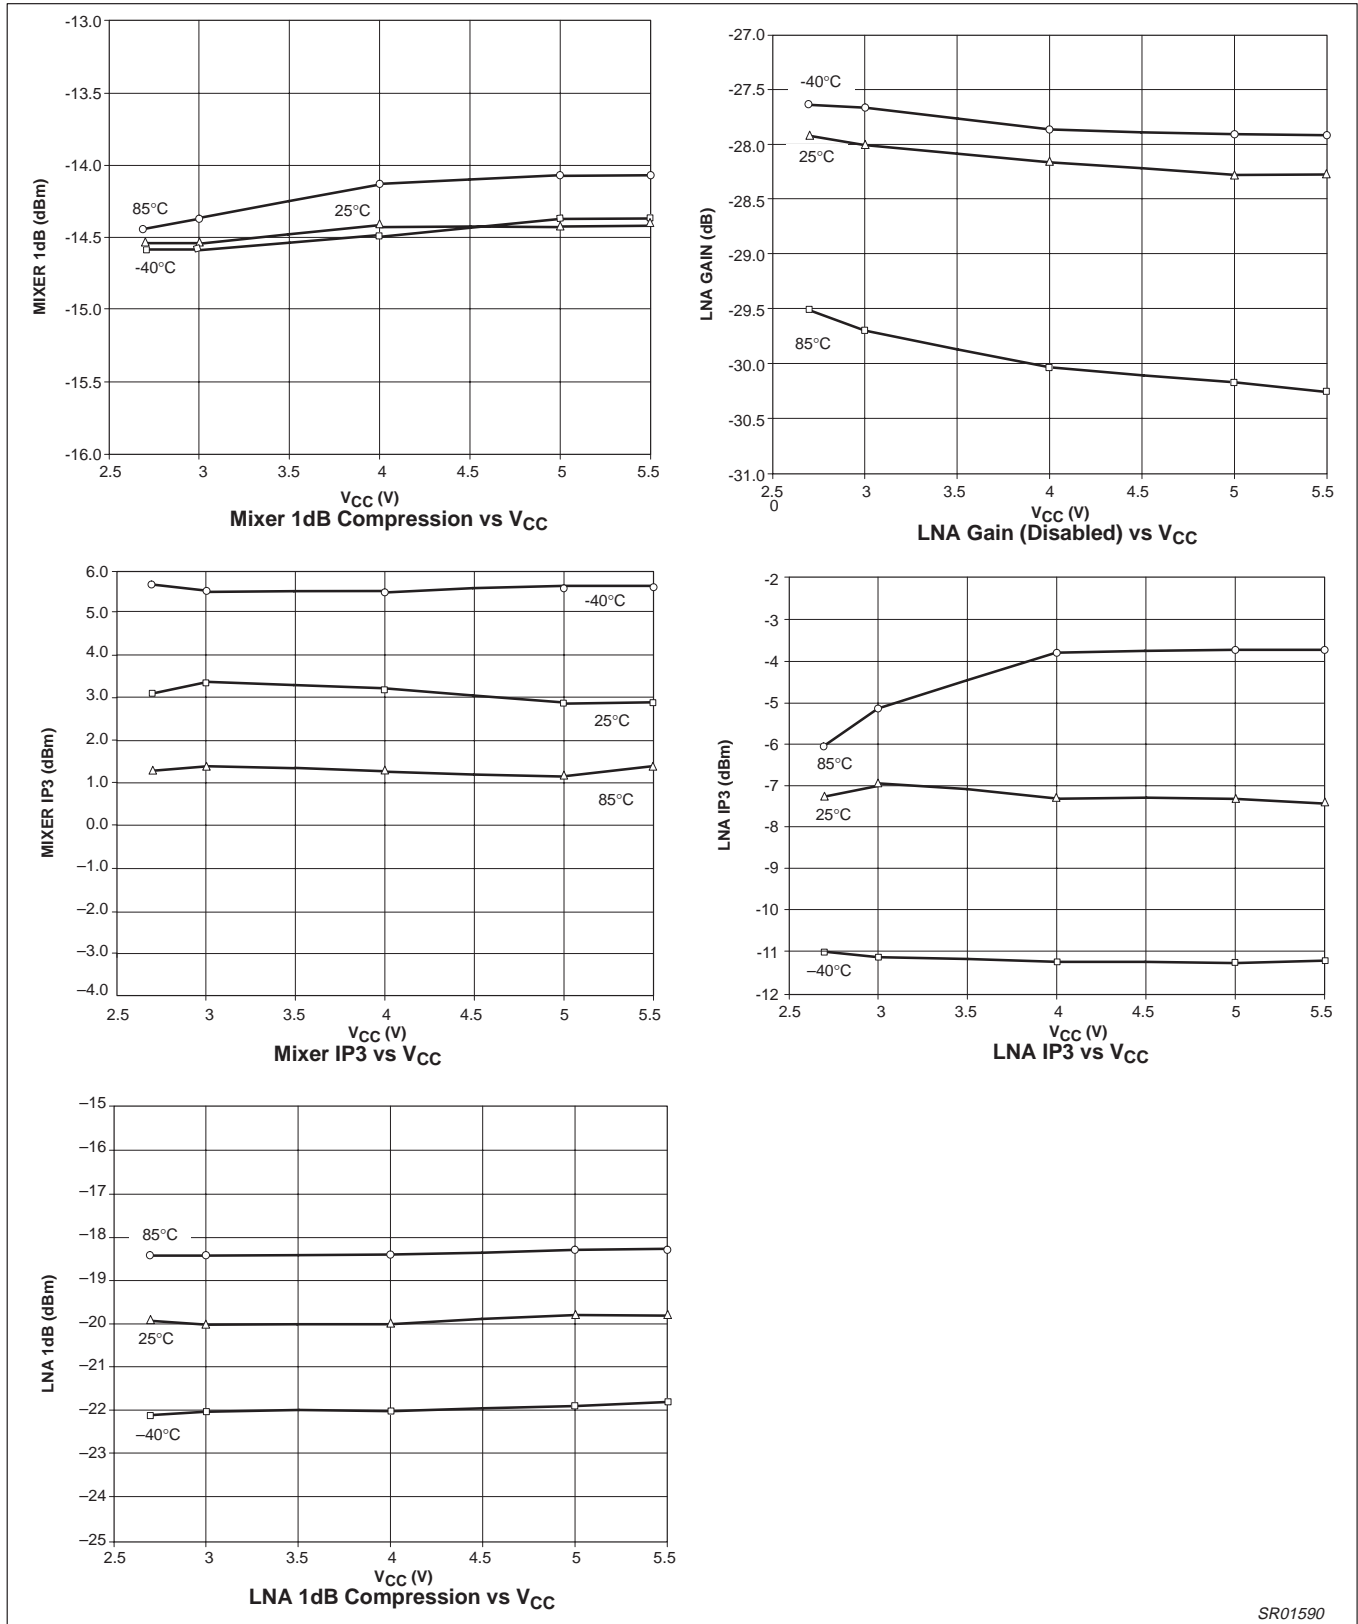 -13.0
-13.5
-14.0
-14.5
-15.0
-15.5
-16.0
MIXER 1dB (dBm)
85°C
25°C
-40°C
2.5 3 3.5 4 4.5 5 5.5
VCC (V)
Mixer 1dB Compression vs VCC
-27.0
-27.5
-28.0
-28.5
-29.0
-29.5
-30.0
-30.5
-31.0
LNA GAIN (dB)
-40°C
25°C
85°C
2.5 3 3.5 4 4.5 5 5.5
0
VCC (V)
LNA Gain (Disabled) vs VCC
6.0
5.0
4.0
3.0
2.0
1.0
0.0
–1.0
–2.0
–3.0
–4.0
MIXER IP3 (dBm)
-40°C
25°C
85°C
2.5 3 3.5 4 4.5 5 5.5
VCC (V)
Mixer IP3 vs VCC
-2
-3
-4
-5
-6
-7
-8
-9
-10
-11
-12
LNA IP3 (dBm)
85°C
25°C
–40°C
2.5 3 3.5 4 4.5 5 5.5
VCC (V)
LNA IP3 vs VCC
–15
–16
–17
–18
–19
–20
–21
–22
–23
–24
–25
LNA 1dB (dBm)
85°C
25°C
–40°C
2.5 3 3.5 4 4.5 5 5.5
VCC (V)
LNA 1dB Compression vs VCC
SR01590